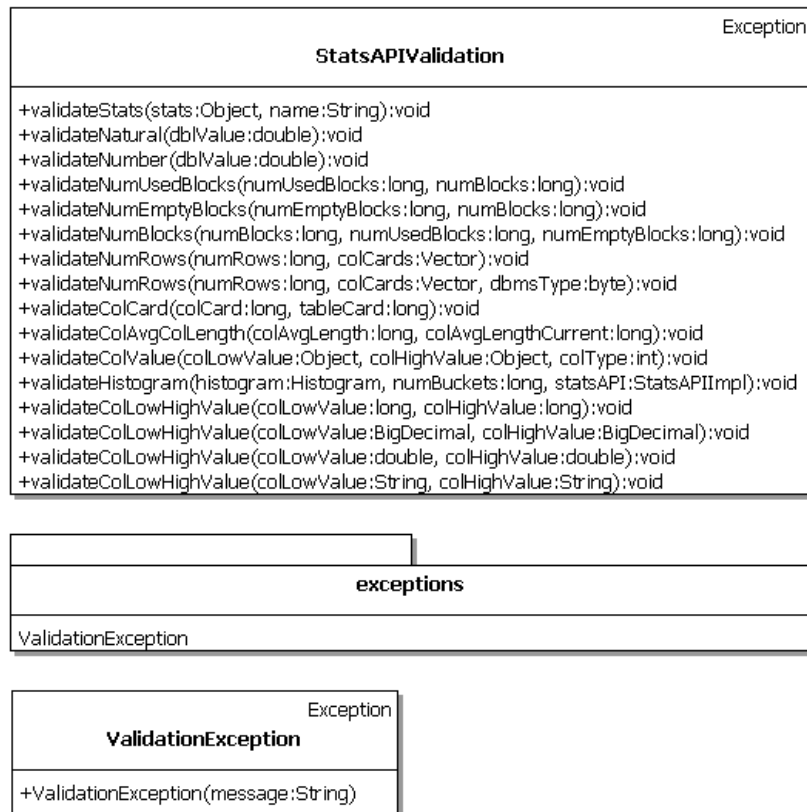 Exception
StatsAPIValidation
+validateStats(stats:Object, name:String):void
+validateNatural(dblValue:double):void
+validateNumber(dblValue:double):void
+validateNumUsedBlocks(numUsedBlocks:long, numBlocks:long):void
+validateNumEmptyBlocks(numEmptyBlocks:long, numBlocks:long):void
+validateNumBlocks(numBlocks:long, numUsedBlocks:long, numEmptyBlocks:long):void
+validateNumRows(numRows:long, colCards:Vector):void
+validateNumRows(numRows:long, colCards:Vector, dbmsType:byte):void
+validateColCard(colCard:long, tableCard:long):void
+validateColAvgColLength(colAvgLength:long, colAvgLengthCurrent:long):void
+validateColValue(colLowValue:Object, colHighValue:Object, colType:int):void
+validateHistogram(histogram:Histogram, numBuckets:long, statsAPI:StatsAPIImpl):void
+validateColLowHighValue(colLowValue:long, colHighValue:long):void
+validateColLowHighValue(colLowValue:BigDecimal, colHighValue:BigDecimal):void
+validateColLowHighValue(colLowValue:double, colHighValue:double):void
+validateColLowHighValue(colLowValue:String, colHighValue:String):void
exceptions
ValidationException
Exception
ValidationException
+ValidationException(message:String)